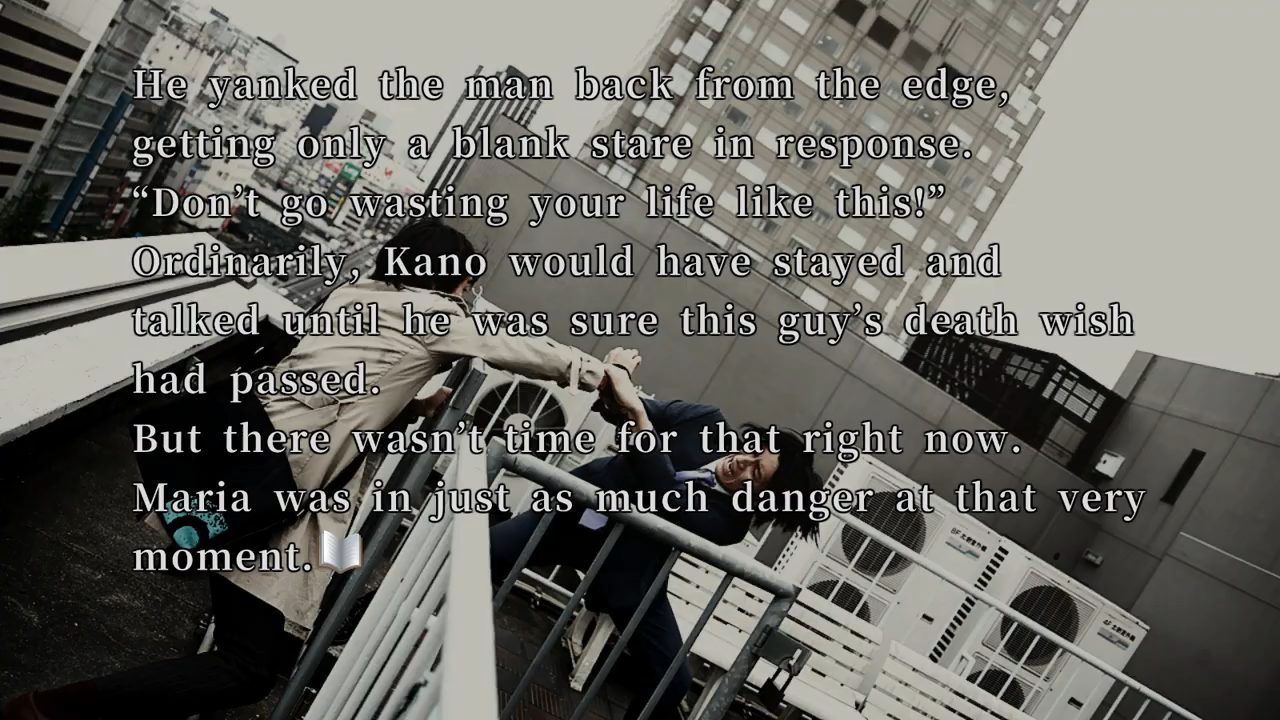 He yanked the man back from the edge,
getting only a blank stare in response.
“Don’t go wasting your life like this!”
Ordinarily, Kano would have stayed and
talked until he was sure this guy’s death wish
had passed.
But there wasn’t time for that right now.
Maria was in just as much danger at that very
moment.